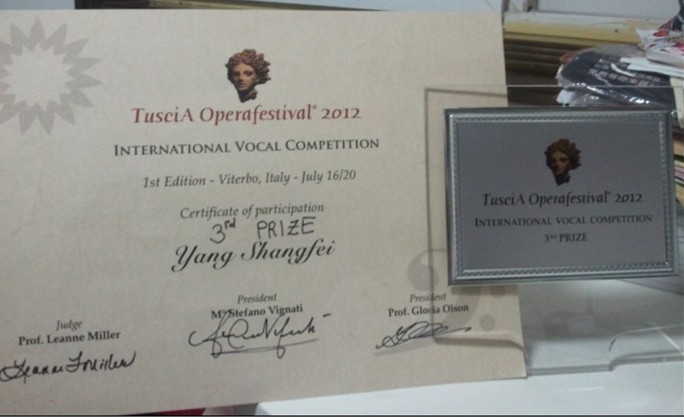 TusciA Operafestival® 2012
INTERNATIONAL VOCAL COMPETITION
1st Edition - Viterbo, Italy - July 16/20
Certificate of participation
3rd PRIZE
Yang Shangfei
Judge
Prof. Leanne Miller
President
M° Stefano Vignati
President
Prof. Gloria Olson
TusciA Operafestival® 2012
INTERNATIONAL VOCAL COMPETITION
3RD PRIZE